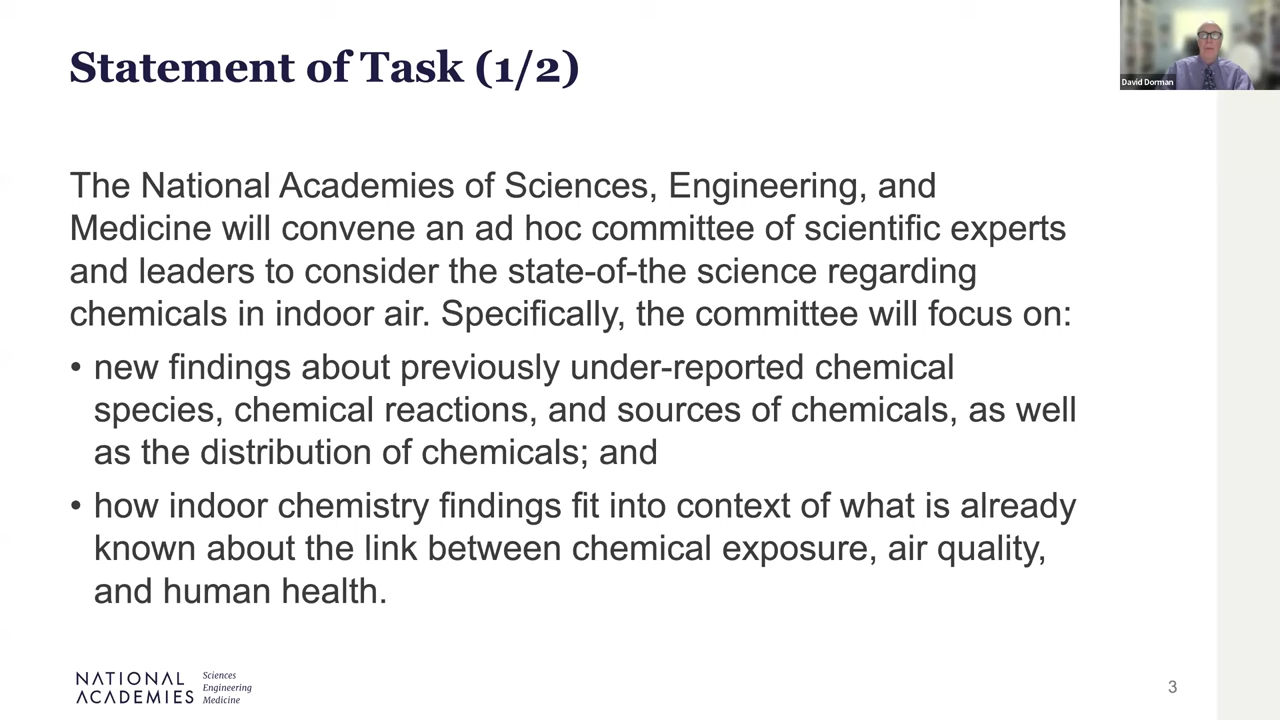 Statement of Task (1/2)
David Dorman
The National Academies of Sciences, Engineering, and
Medicine will convene an ad hoc committee of scientific experts
and leaders to consider the state-of-the science regarding
chemicals in indoor air. Specifically, the committee will focus on:
• new findings about previously under-reported chemical
species, chemical reactions, and sources of chemicals, as well
as the distribution of chemicals; and
• how indoor chemistry findings fit into context of what is already
known about the link between chemical exposure, air quality,
and human health.
NATIONAL
ACADEMIES
Sciences
Engineering
Medicine
3